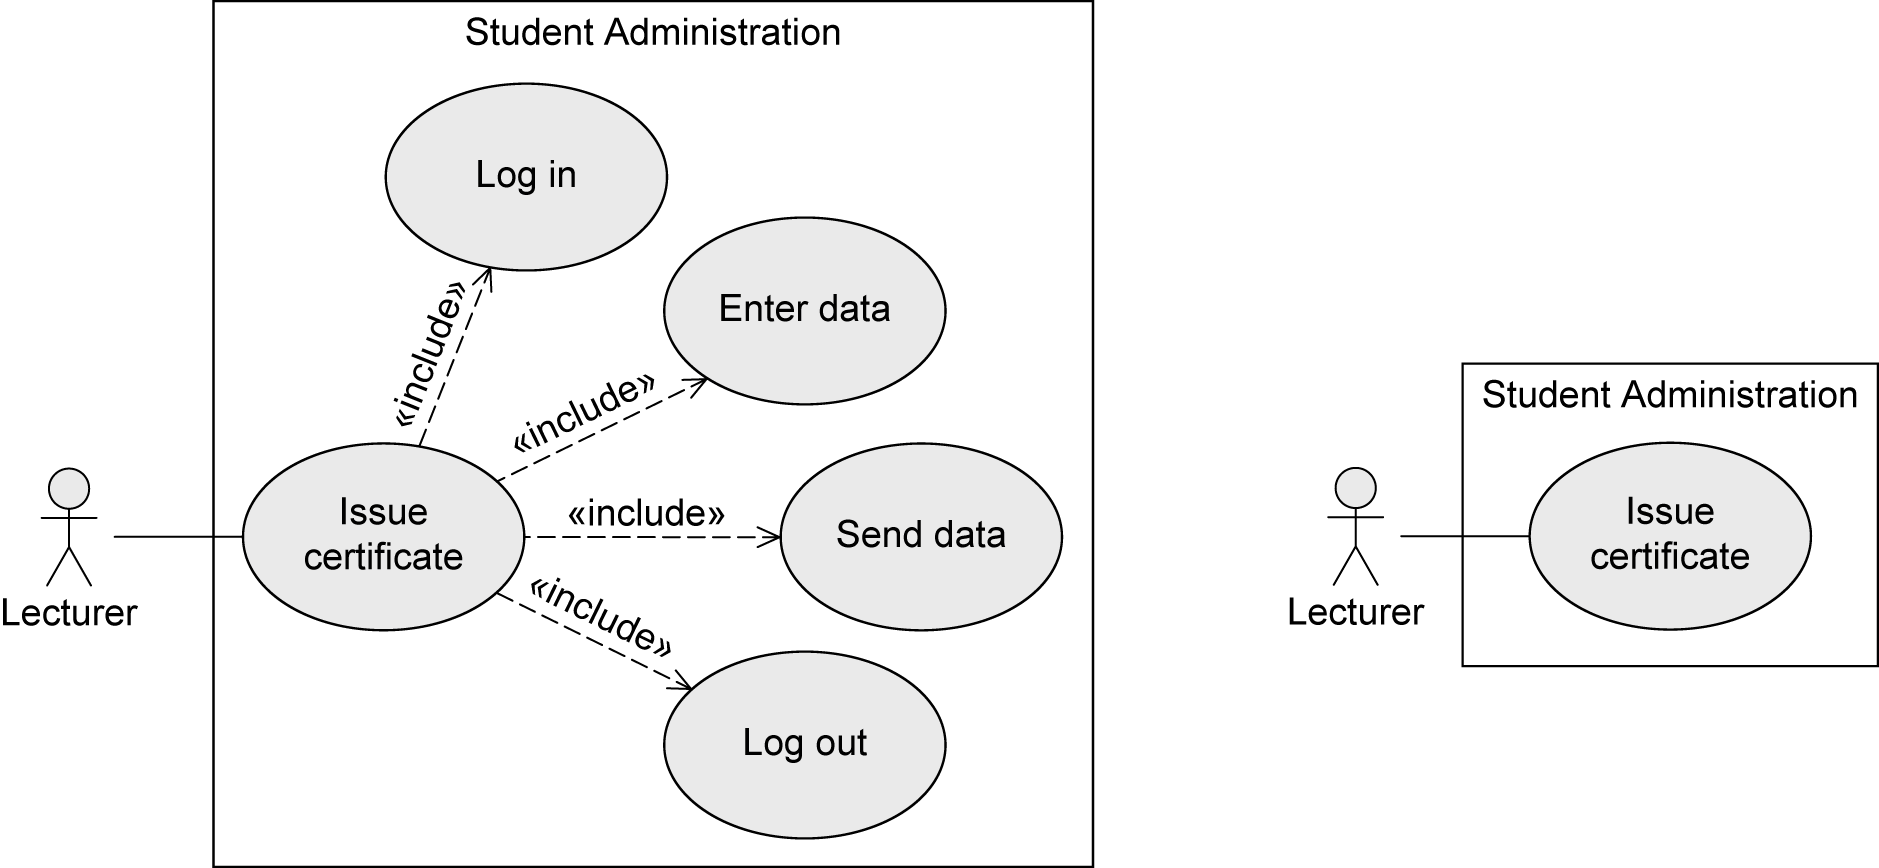 Student Administration
Log in
«include»
Enter data
«include»
Issue
certificate
«include»
Send data
Lecturer
«include»
Log out
Student Administration
Issue
certificate
Lecturer